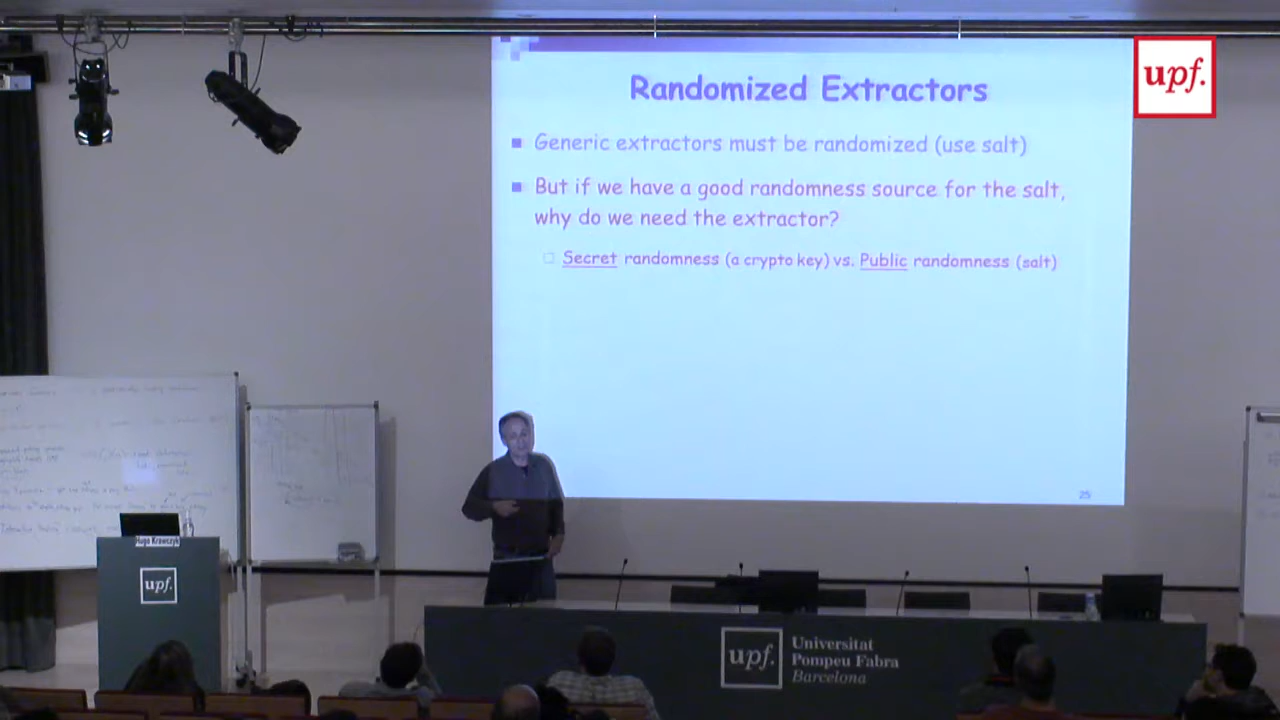 Randomized Extractors
Generic extractors must be randomized (use salt)
But if we have a good randomness source for the salt,
why do we need the extractor?
Secret randomness (a crypto key) vs. Public randomness (salt)
25
upf.
Hugo Krawczyk
upf.
upf.
Universitat
Pompeu Fabra
Barcelona